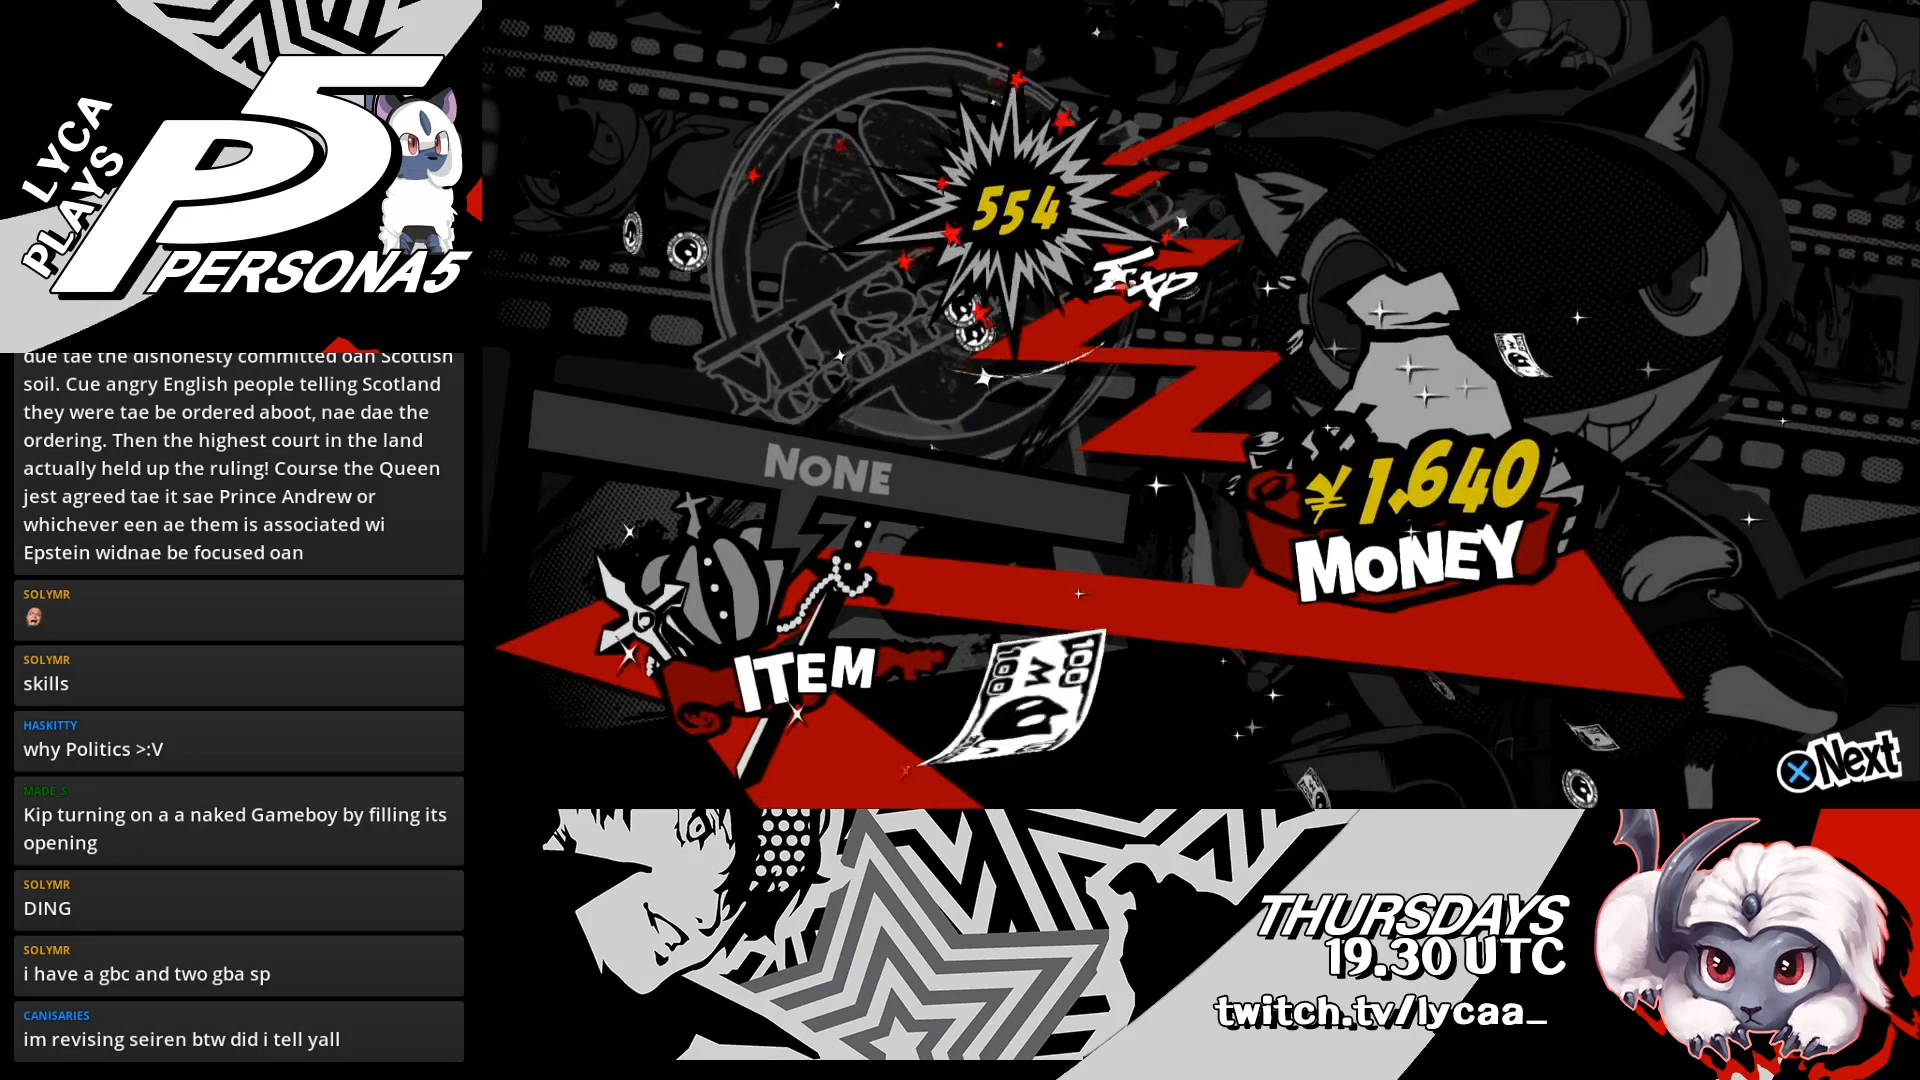 LYCA
PLAYS
P5
PERSONA5
due tae the dishonesty committed oan Scottish
soil. Cue angry English people telling Scotland
they were tae be ordered aboot, nae dae the
ordering. Then the highest court in the land
actually held up the ruling! Course the Queen
jest agreed tae it sae Prince Andrew or
whichever een ae them is associated wi
Epstein widnae be focused oan
SOLYMR
SOLYMR
skills
HASKITTY
why Politics >:V
MADE_S
Kip turning on a a naked Gameboy by filling its
opening
SOLYMR
DING
SOLYMR
i have a gbc and two gba sp
CANISARIES
im revising seiren btw did i tell yall
554
Exp
NONE
¥1,640
MONEY
ITEM
100
100
Next
THURSDAYS
19.30 UTC
twitch.tv/lycaa_